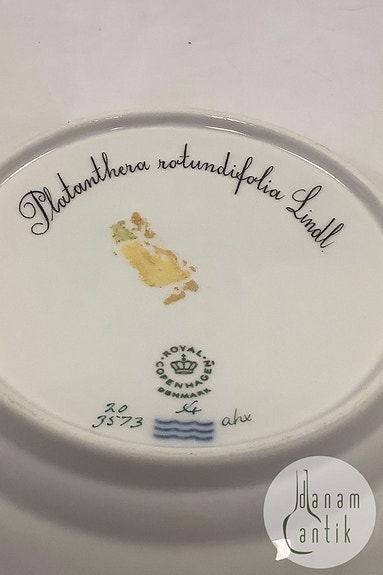 Platanthera rotundifolia Lindl.
ROYAL
COPENHAGEN
DENMARK
20
3573
ahx
danam
antik